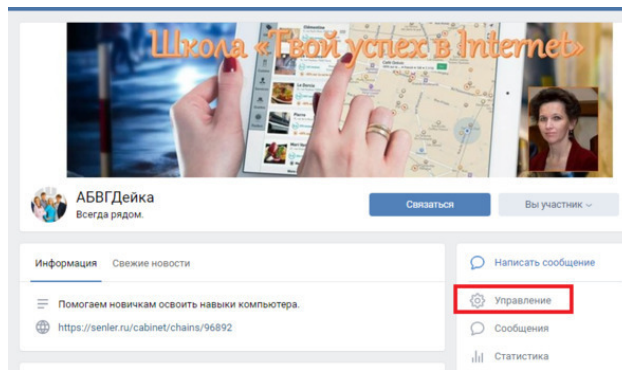 Школа «Твой успех в Internet»
АБВГДейка
Всегда рядом.
Связаться
Вы участник
Информация Свежие новости
Помогаем новичкам освоить навыки компьютера.
https://senler.ru/cabinet/chains/96892
Написать сообщение
Управление
Сообщения
Статистика